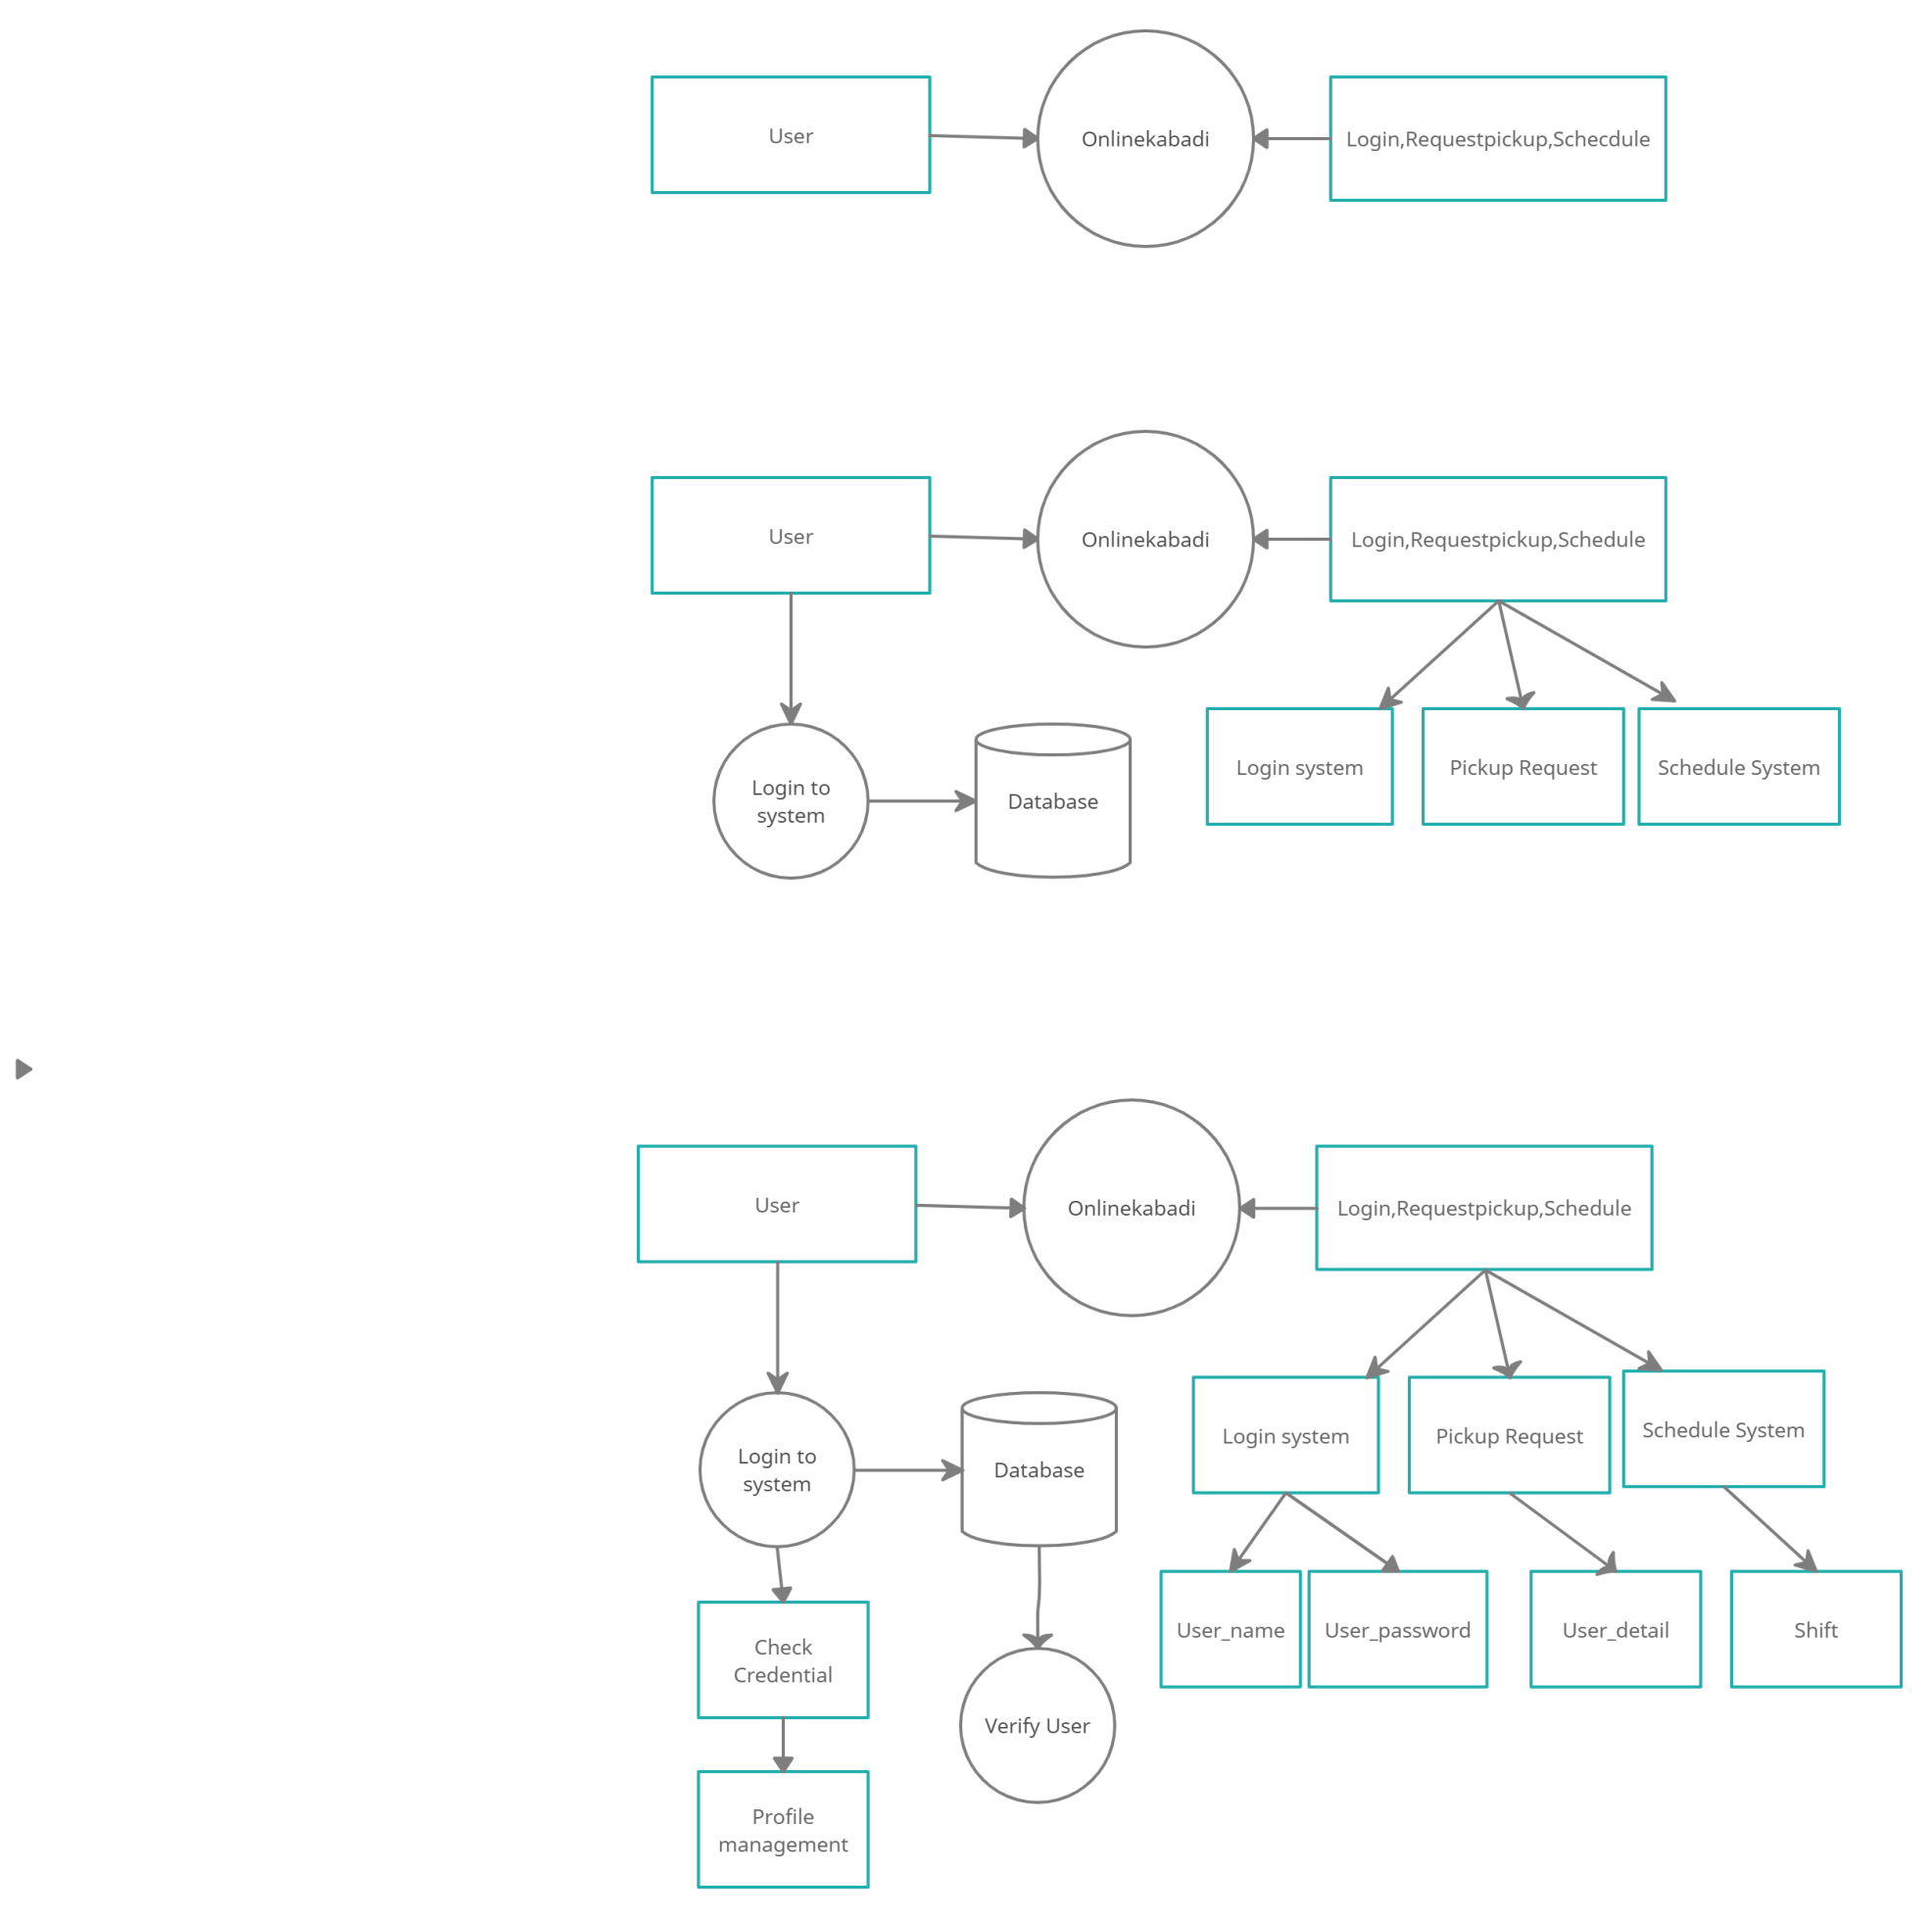 User
Onlinekabadi
Login,Requestpickup,Schecdule
User
Onlinekabadi
Login,Requestpickup,Schedule
Login to
system
Database
Login system
Pickup Request
Schedule System
User
Onlinekabadi
Login,Requestpickup,Schedule
Login to
system
Database
Login system
Pickup Request
Schedule System
Check
Credential
Verify User
User_name
User_password
User_detail
Shift
Profile
management